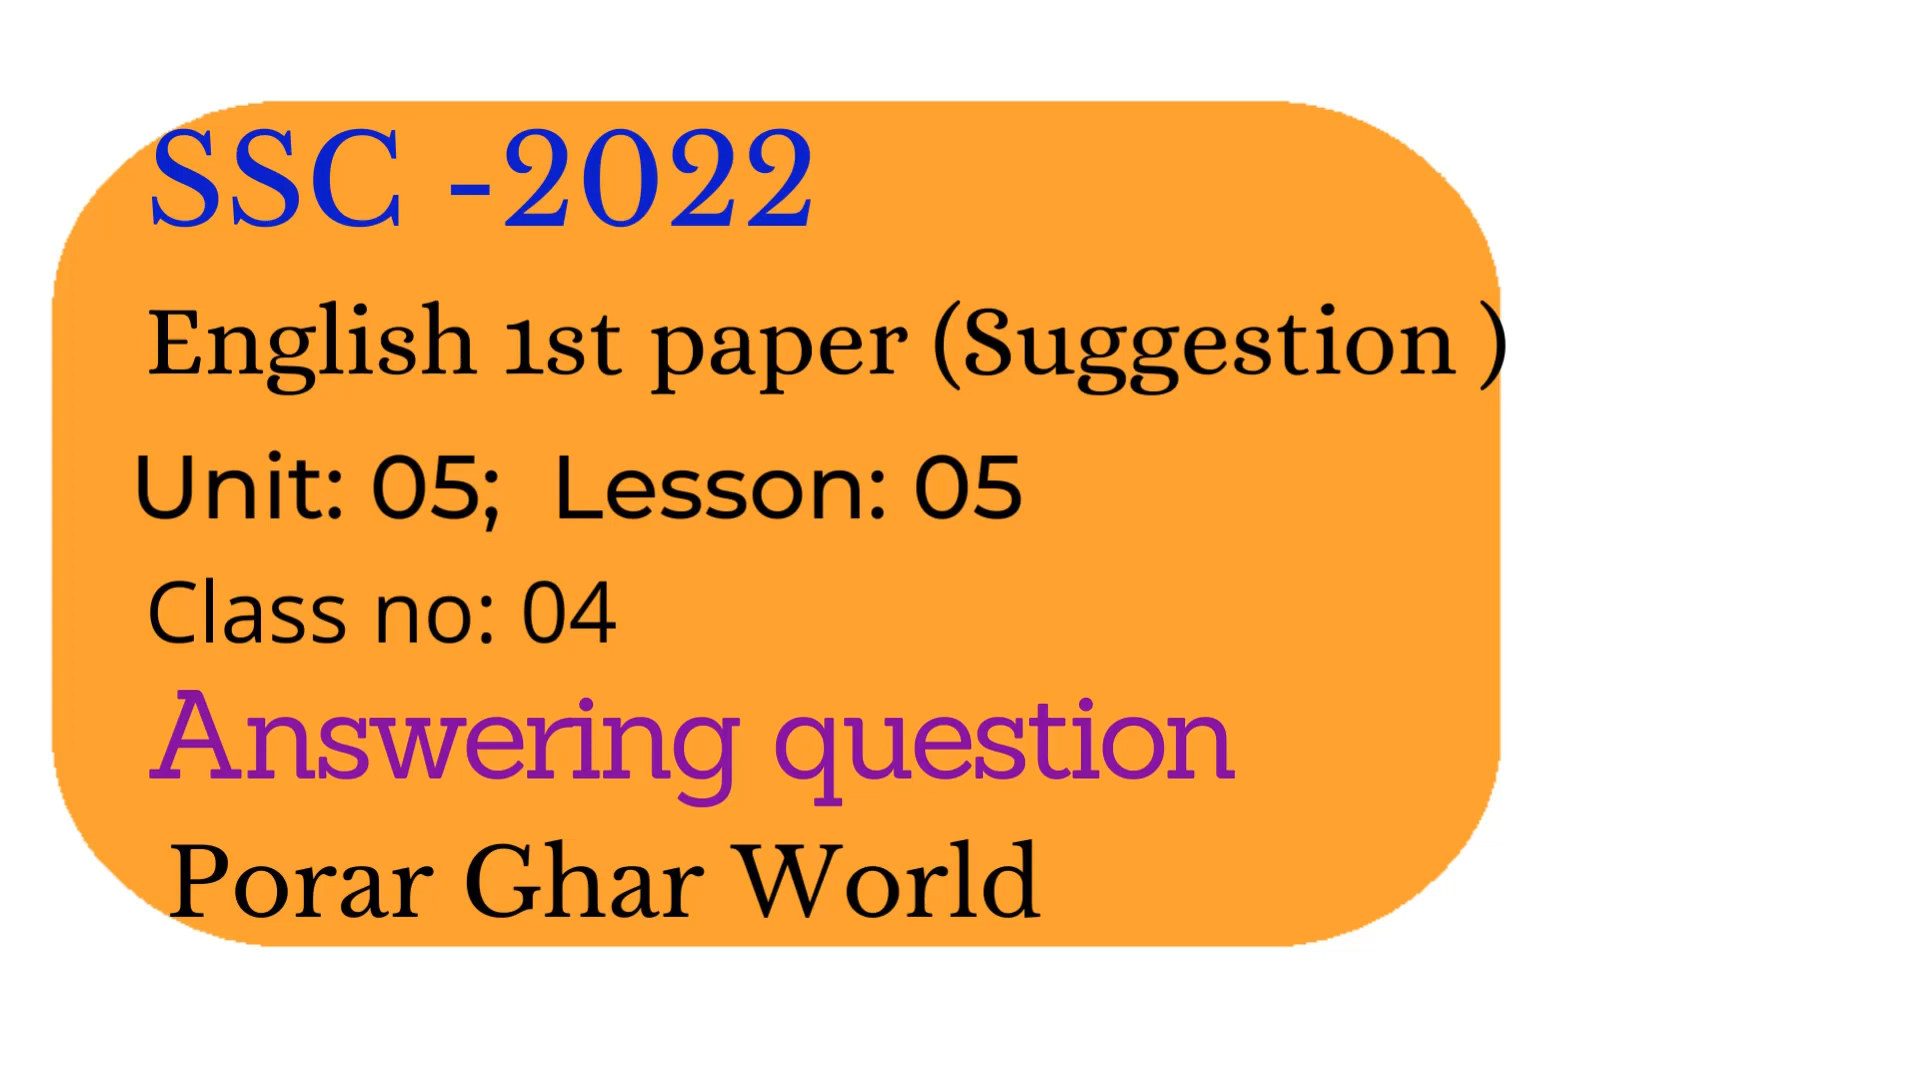 SSC -2022
English 1st paper (Suggestion )
Unit: 05; Lesson: 05
Class no: 04
Answering question
Porar Ghar World